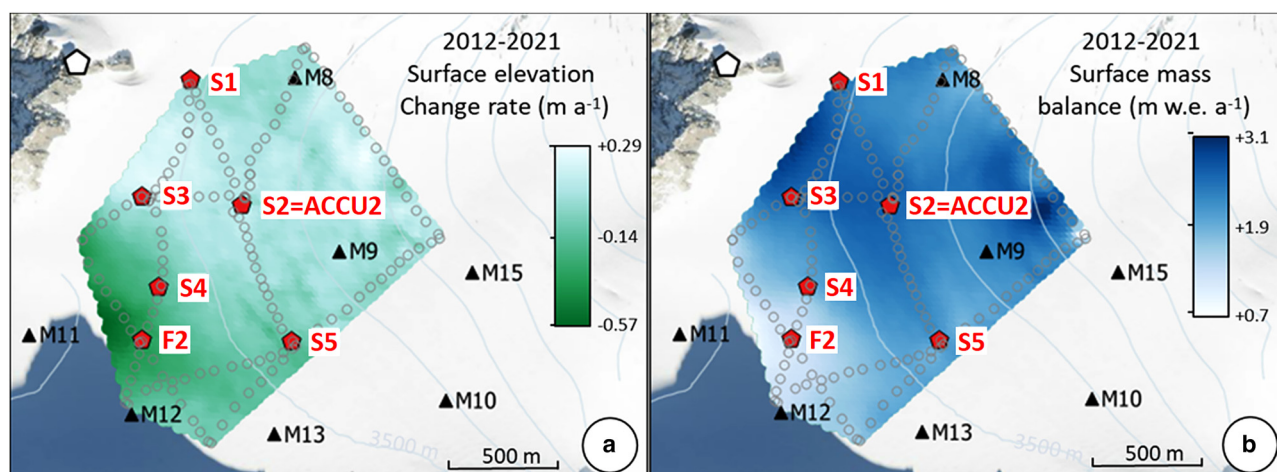 2012-2021
Surface elevation
Change rate (m a⁻¹)
S1
M8
+0.29
-0.14
-0.57
S3
S2=ACCU2
M9
M15
S4
M11
F2
S5
M12
M10
M13
3500 m
500 m
a
2012-2021
Surface mass
balance (m w.e. a⁻¹)
S1
M8
+3.1
+1.9
+0.7
S3
S2=ACCU2
M9
M15
S4
M11
F2
S5
M12
M10
M13
3500 m
500 m
b